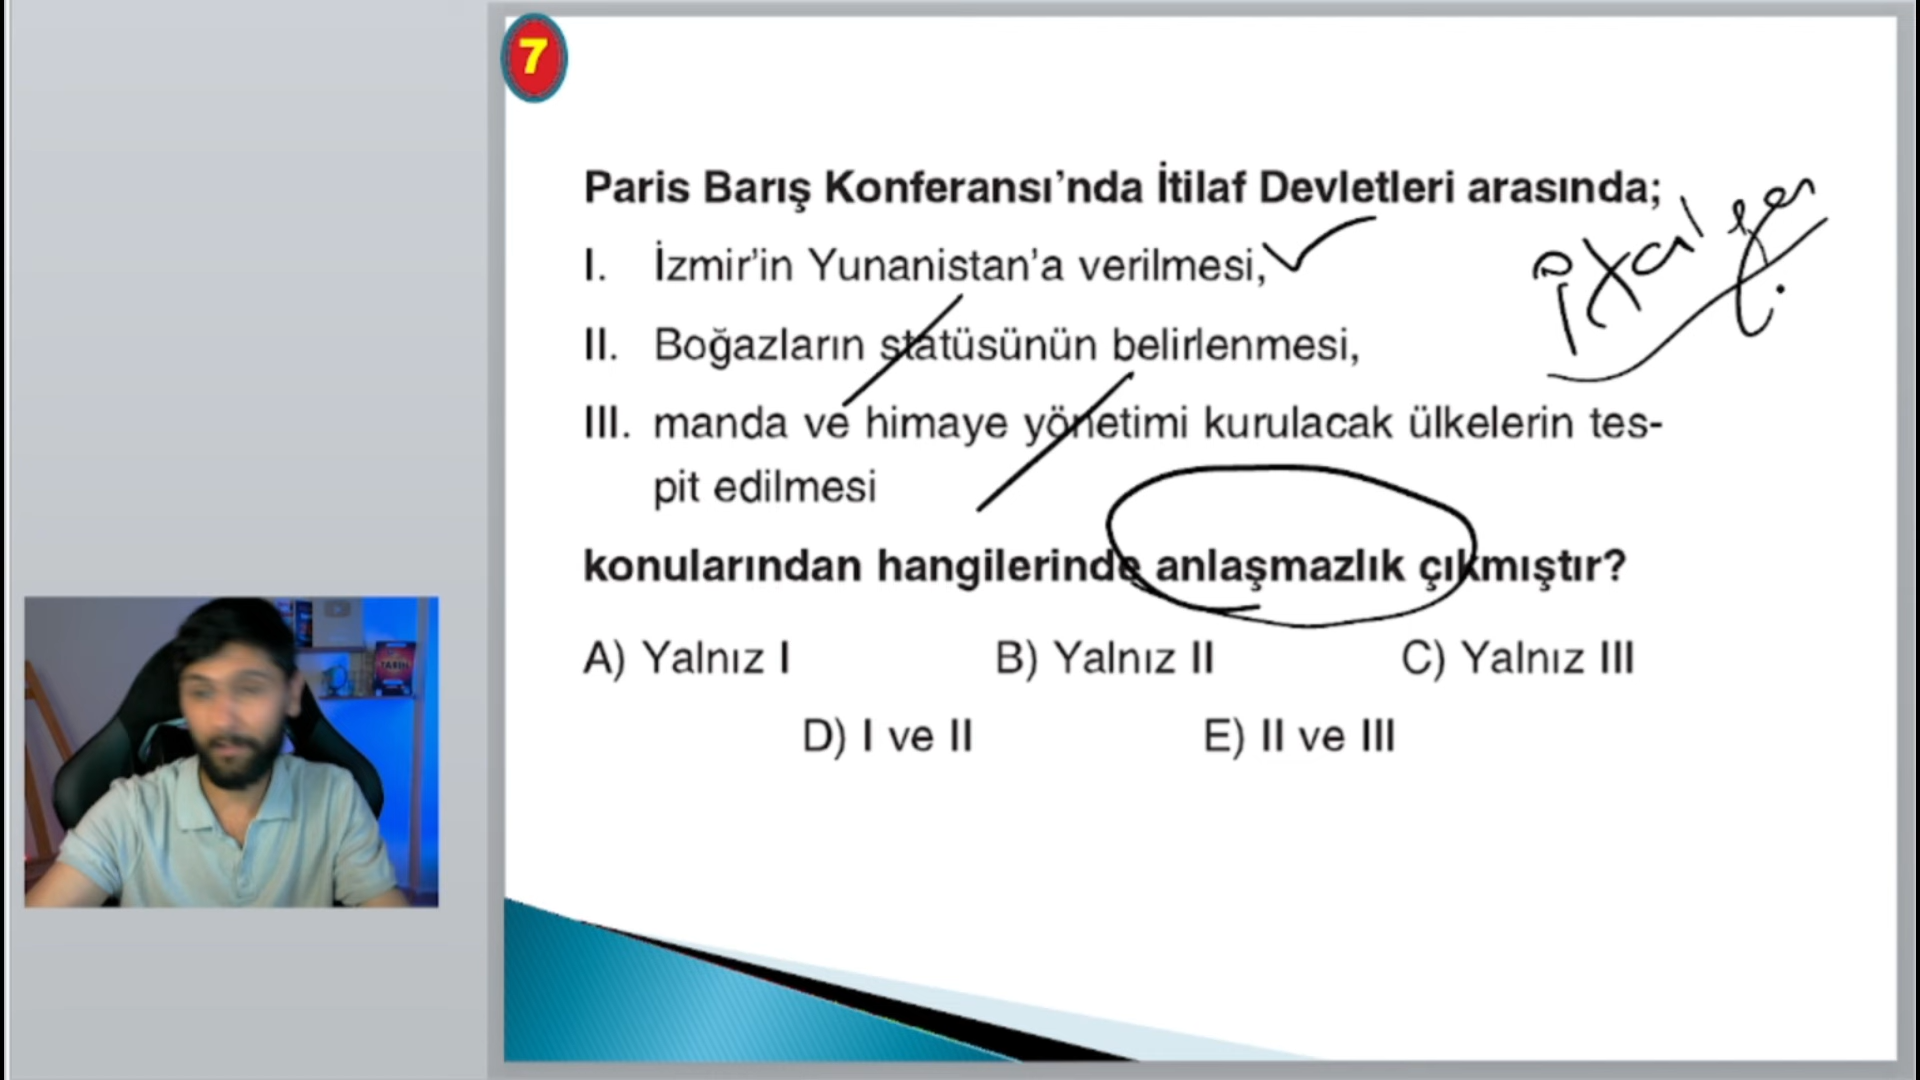 7
Paris Barış Konferansı’nda İtilaf Devletleri arasında;
I. İzmir’in Yunanistan’a verilmesi,
II. Boğazların statüsünün belirlenmesi,
III. manda ve himaye yönetimi kurulacak ülkelerin tes-
pit edilmesi
konularından hangilerinde anlaşmazlık çıkmıştır?
A) Yalnız I
B) Yalnız II
C) Yalnız III
D) I ve II
E) II ve III
TARİH